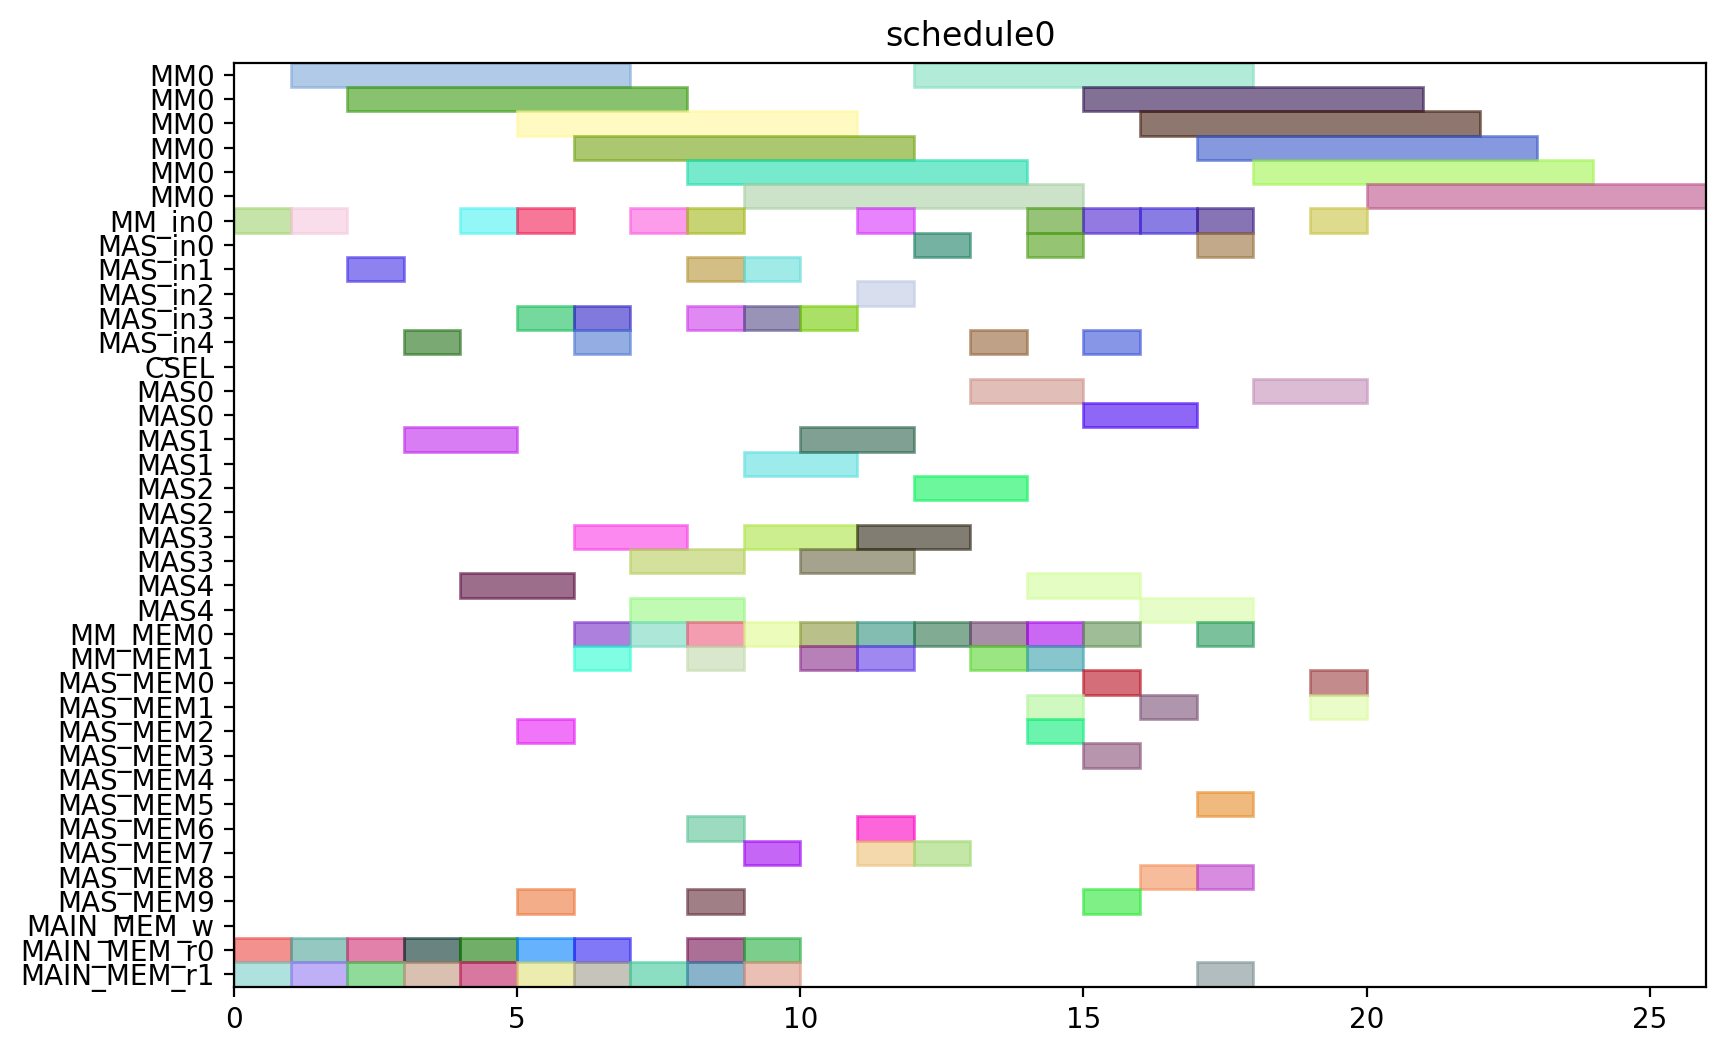 schedule0
MM0
MM0
MM0
MM0
MM0
MM0
MM_in0
MAS_in0
MAS_in1
MAS_in2
MAS_in3
MAS_in4
CSEL
MAS0
MAS0
MAS1
MAS1
MAS2
MAS2
MAS3
MAS3
MAS4
MAS4
MM_MEM0
MM_MEM1
MAS_MEM0
MAS_MEM1
MAS_MEM2
MAS_MEM3
MAS_MEM4
MAS_MEM5
MAS_MEM6
MAS_MEM7
MAS_MEM8
MAS_MEM9
MAIN_MEM_w
MAIN_MEM_r0
MAIN_MEM_r1
0 5 10 15 20 25